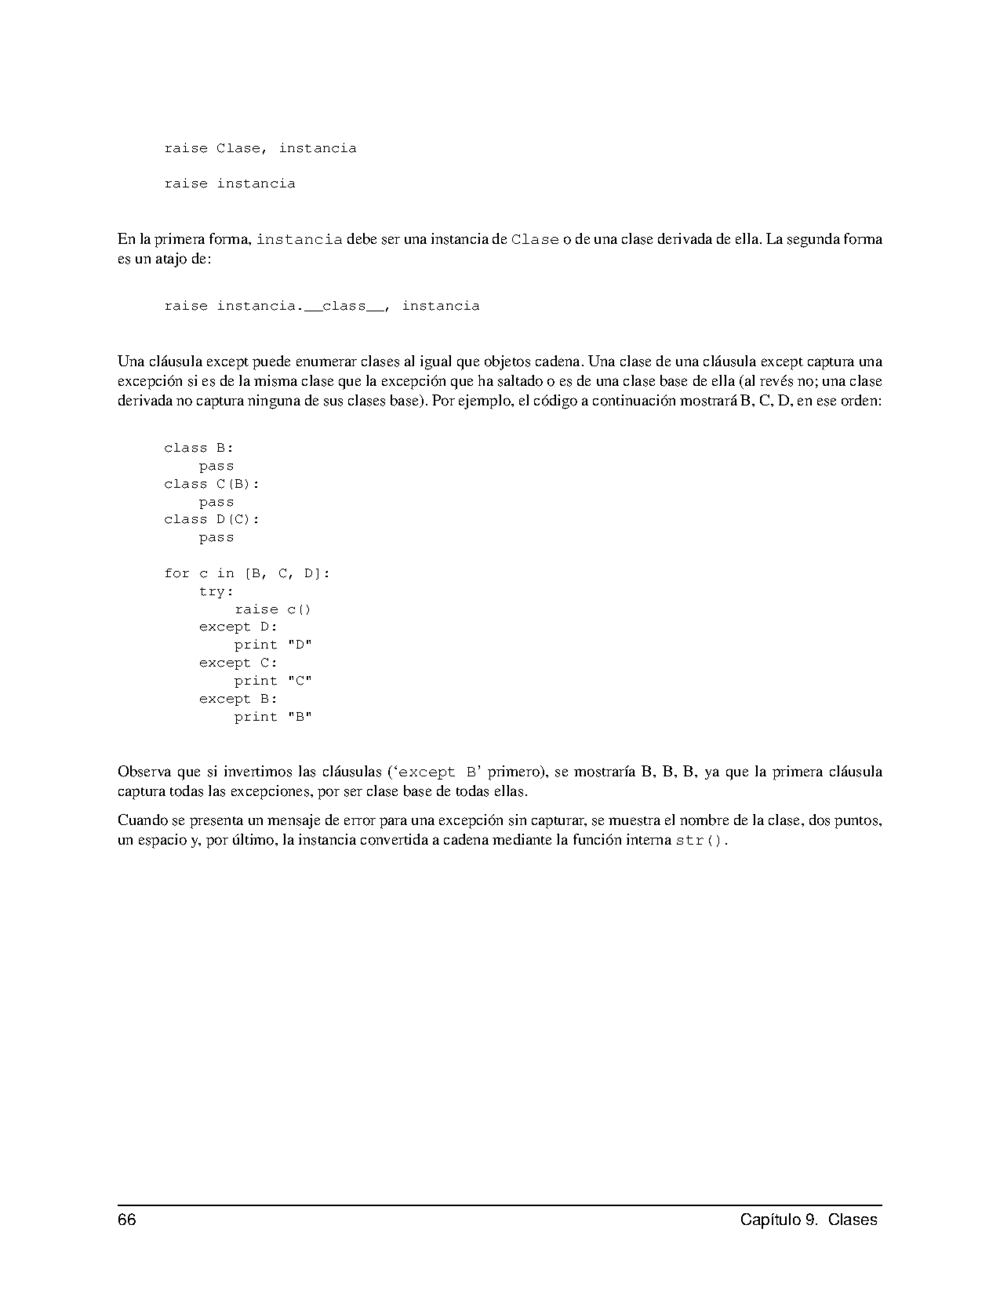 raise Clase, instancia
raise instancia
En la primera forma, instancia debe ser una instancia de Clase o de una clase derivada de ella. La segunda forma
es un atajo de:
raise instancia.__class__, instancia
Una cláusula except puede enumerar clases al igual que objetos cadena. Una clase de una cláusula except captura una
excepción si es de la misma clase que la excepción que ha saltado o es de una clase base de ella (al revés no; una clase
derivada no captura ninguna de sus clases base). Por ejemplo, el código a continuación mostrará B, C, D, en ese orden:
class B:
    pass
class C(B):
    pass
class D(C):
    pass
for c in [B, C, D]:
    try:
        raise c()
    except D:
        print "D"
    except C:
        print "C"
    except B:
        print "B"
Observa que si invertimos las cláusulas (‘except B’ primero), se mostraría B, B, B, ya que la primera cláusula
captura todas las excepciones, por ser clase base de todas ellas.
Cuando se presenta un mensaje de error para una excepción sin capturar, se muestra el nombre de la clase, dos puntos,
un espacio y, por último, la instancia convertida a cadena mediante la función interna str().
66 Capítulo 9. Clases